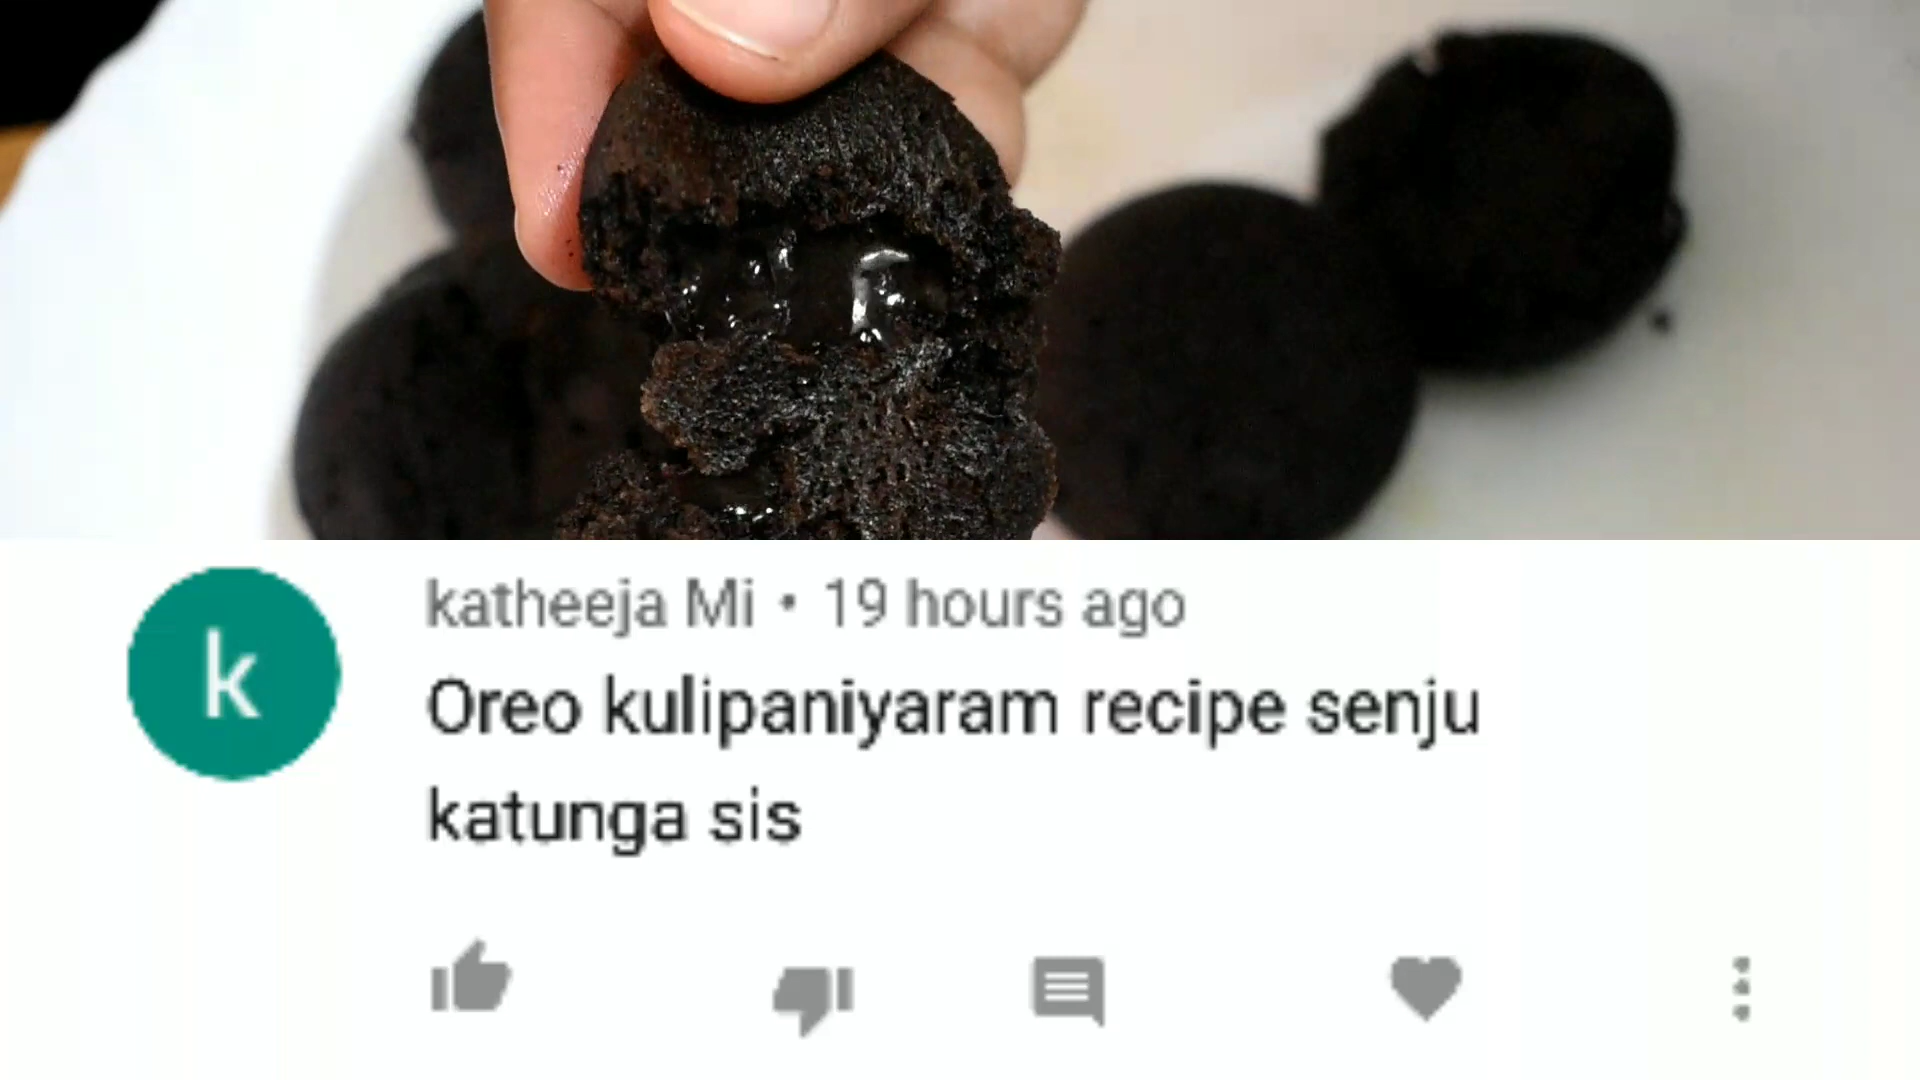 k
katheeja Mi • 19 hours ago
Oreo kulipaniyaram recipe senju
katunga sis